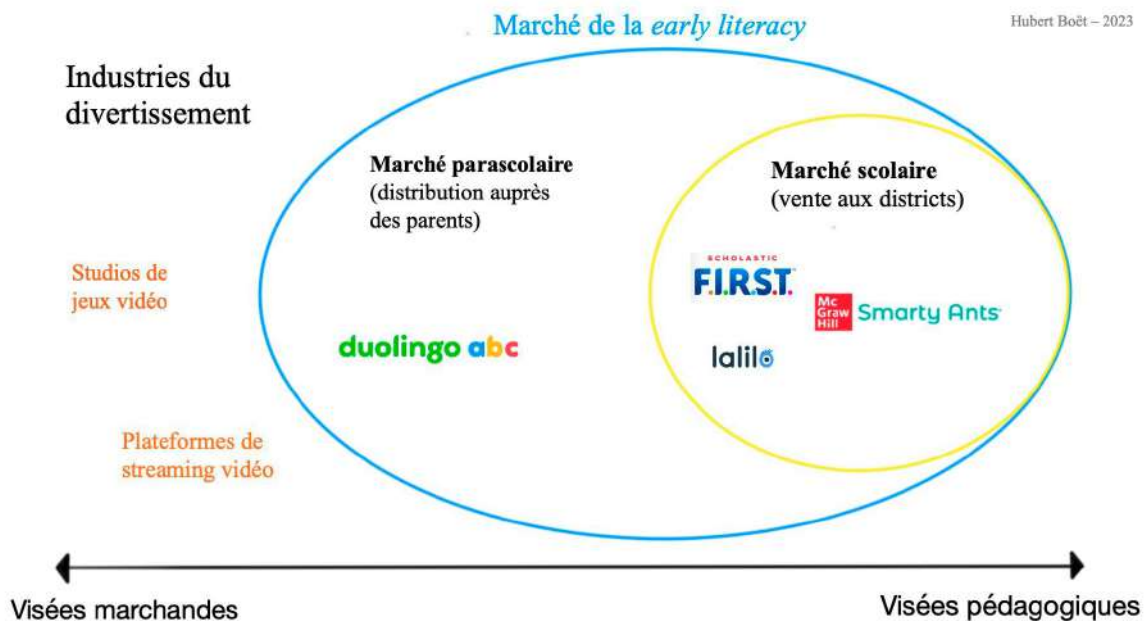 Marché de la early literacy
Hubert Boët – 2023
Industries du
divertissement
Marché parascolaire
(distribution auprès
des parents)
Marché scolaire
(vente aux districts)
SCHOLASTIC
F.I.R.S.T.
Studios de
jeux vidéo
Mc
Graw
Hill
Smarty Ants
duolingo abc
lalilo
Plateformes de
streaming vidéo
Visées marchandes
Visées pédagogiques